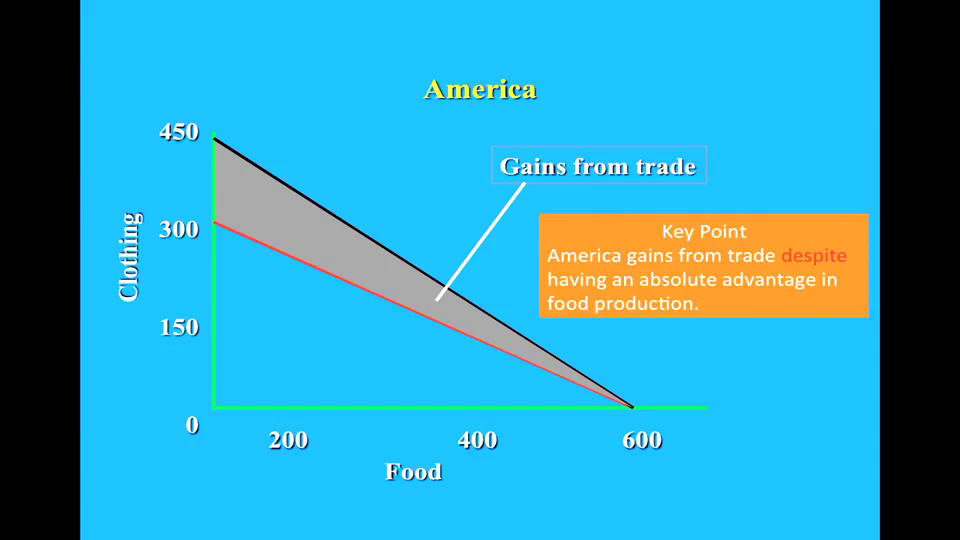 America
450
300
150
0
Clothing
200 400 600
Food
Gains from trade
Key Point
America gains from trade despite
having an absolute advantage in
food production.